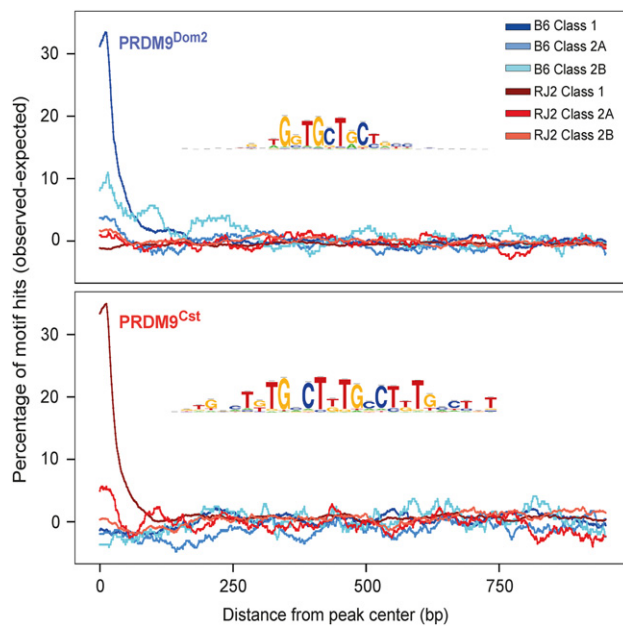 PRDM9Dom2
B6 Class 1
B6 Class 2A
B6 Class 2B
RJ2 Class 1
RJ2 Class 2A
RJ2 Class 2B
30
20
10
0
PRDM9Cst
30
20
10
0
Percentage of motif hits (observed-expected)
0
250
500
750
Distance from peak center (bp)